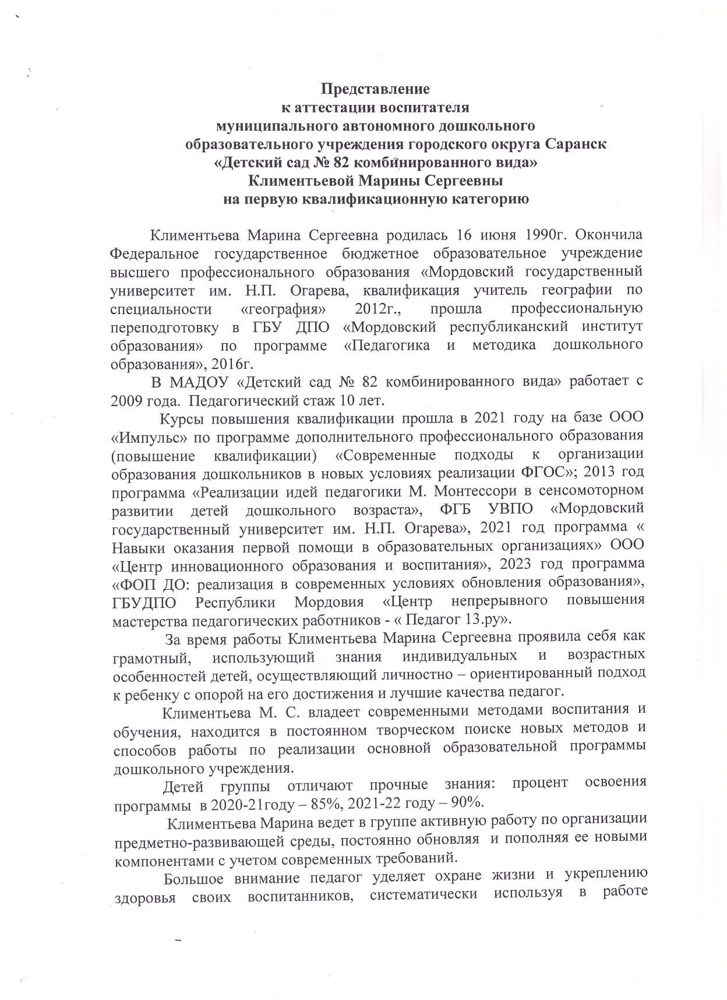 Представление
к аттестации воспитателя
муниципального автономного дошкольного
образовательного учреждения городского округа Саранск
«Детский сад № 82 комбинированного вида»
Климентьевой Марины Сергеевны
на первую квалификационную категорию
Климентьева Марина Сергеевна родилась 16 июня 1990г. Окончила
Федеральное государственное бюджетное образовательное учреждение
высшего профессионального образования «Мордовский государственный
университет им. Н.П. Огарева, квалификация учитель географии по
специальности «география» 2012г., прошла профессиональную
переподготовку в ГБУ ДПО «Мордовский республиканский институт
образования» по программе «Педагогика и методика дошкольного
образования», 2016г.
В МАДОУ «Детский сад № 82 комбинированного вида» работает с
2009 года. Педагогический стаж 10 лет.
Курсы повышения квалификации прошла в 2021 году на базе ООО
«Импульс» по программе дополнительного профессионального образования
(повышение квалификации) «Современные подходы к организации
образования дошкольников в новых условиях реализации ФГОС»; 2013 год
программа «Реализации идей педагогики М. Монтессори в сенсомоторном
развитии детей дошкольного возраста», ФГБ УВПО «Мордовский
государственный университет им. Н.П. Огарева», 2021 год программа «
Навыки оказания первой помощи в образовательных организациях» ООО
«Центр инновационного образования и воспитания», 2023 год программа
«ФОП ДО: реализация в современных условиях обновления образования»,
ГБУДПО Республики Мордовия «Центр непрерывного повышения
мастерства педагогических работников - « Педагог 13.ру».
За время работы Климентьева Марина Сергеевна проявила себя как
грамотный, использующий знания индивидуальных и возрастных
особенностей детей, осуществляющий личностно – ориентированный подход
к ребенку с опорой на его достижения и лучшие качества педагог.
Климентьева М. С. владеет современными методами воспитания и
обучения, находится в постоянном творческом поиске новых методов и
способов работы по реализации основной образовательной программы
дошкольного учреждения.
Детей группы отличают прочные знания: процент освоения
программы в 2020-21году – 85%, 2021-22 году – 90%.
Климентьева Марина ведет в группе активную работу по организации
предметно-развивающей среды, постоянно обновляя и пополняя ее новыми
компонентами с учетом современных требований.
Большое внимание педагог уделяет охране жизни и укреплению
здоровья своих воспитанников, систематически используя в работе